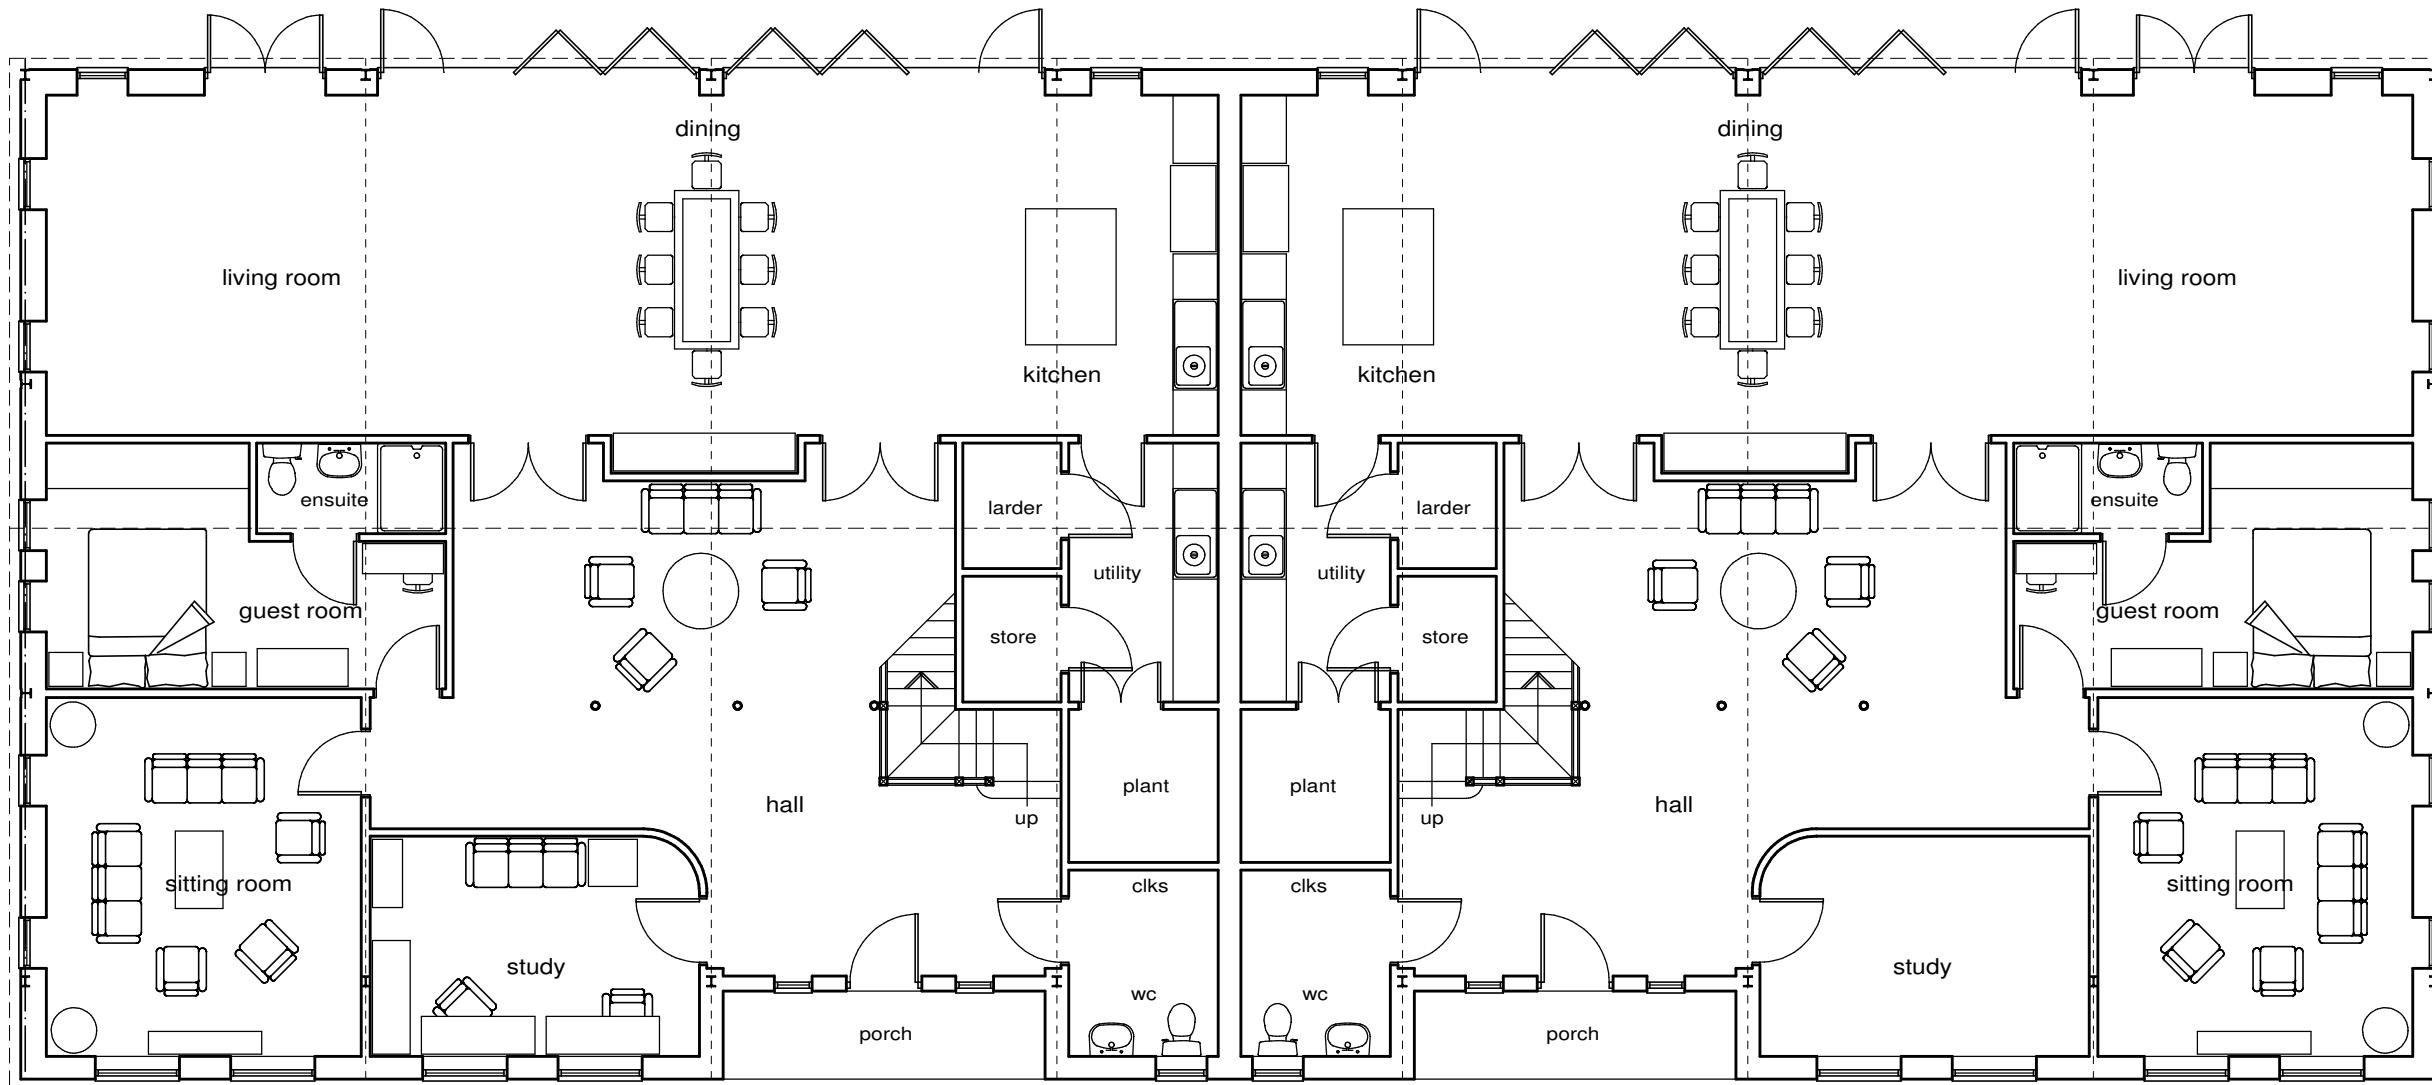 dining
dining
living room
living room
kitchen
kitchen
ensuite
larder
larder
ensuite
utility
utility
guest room
store
store
guest room
plant
plant
hall
up
up
hall
sitting room
clks
clks
sitting room
study
study
wc
wc
porch
porch